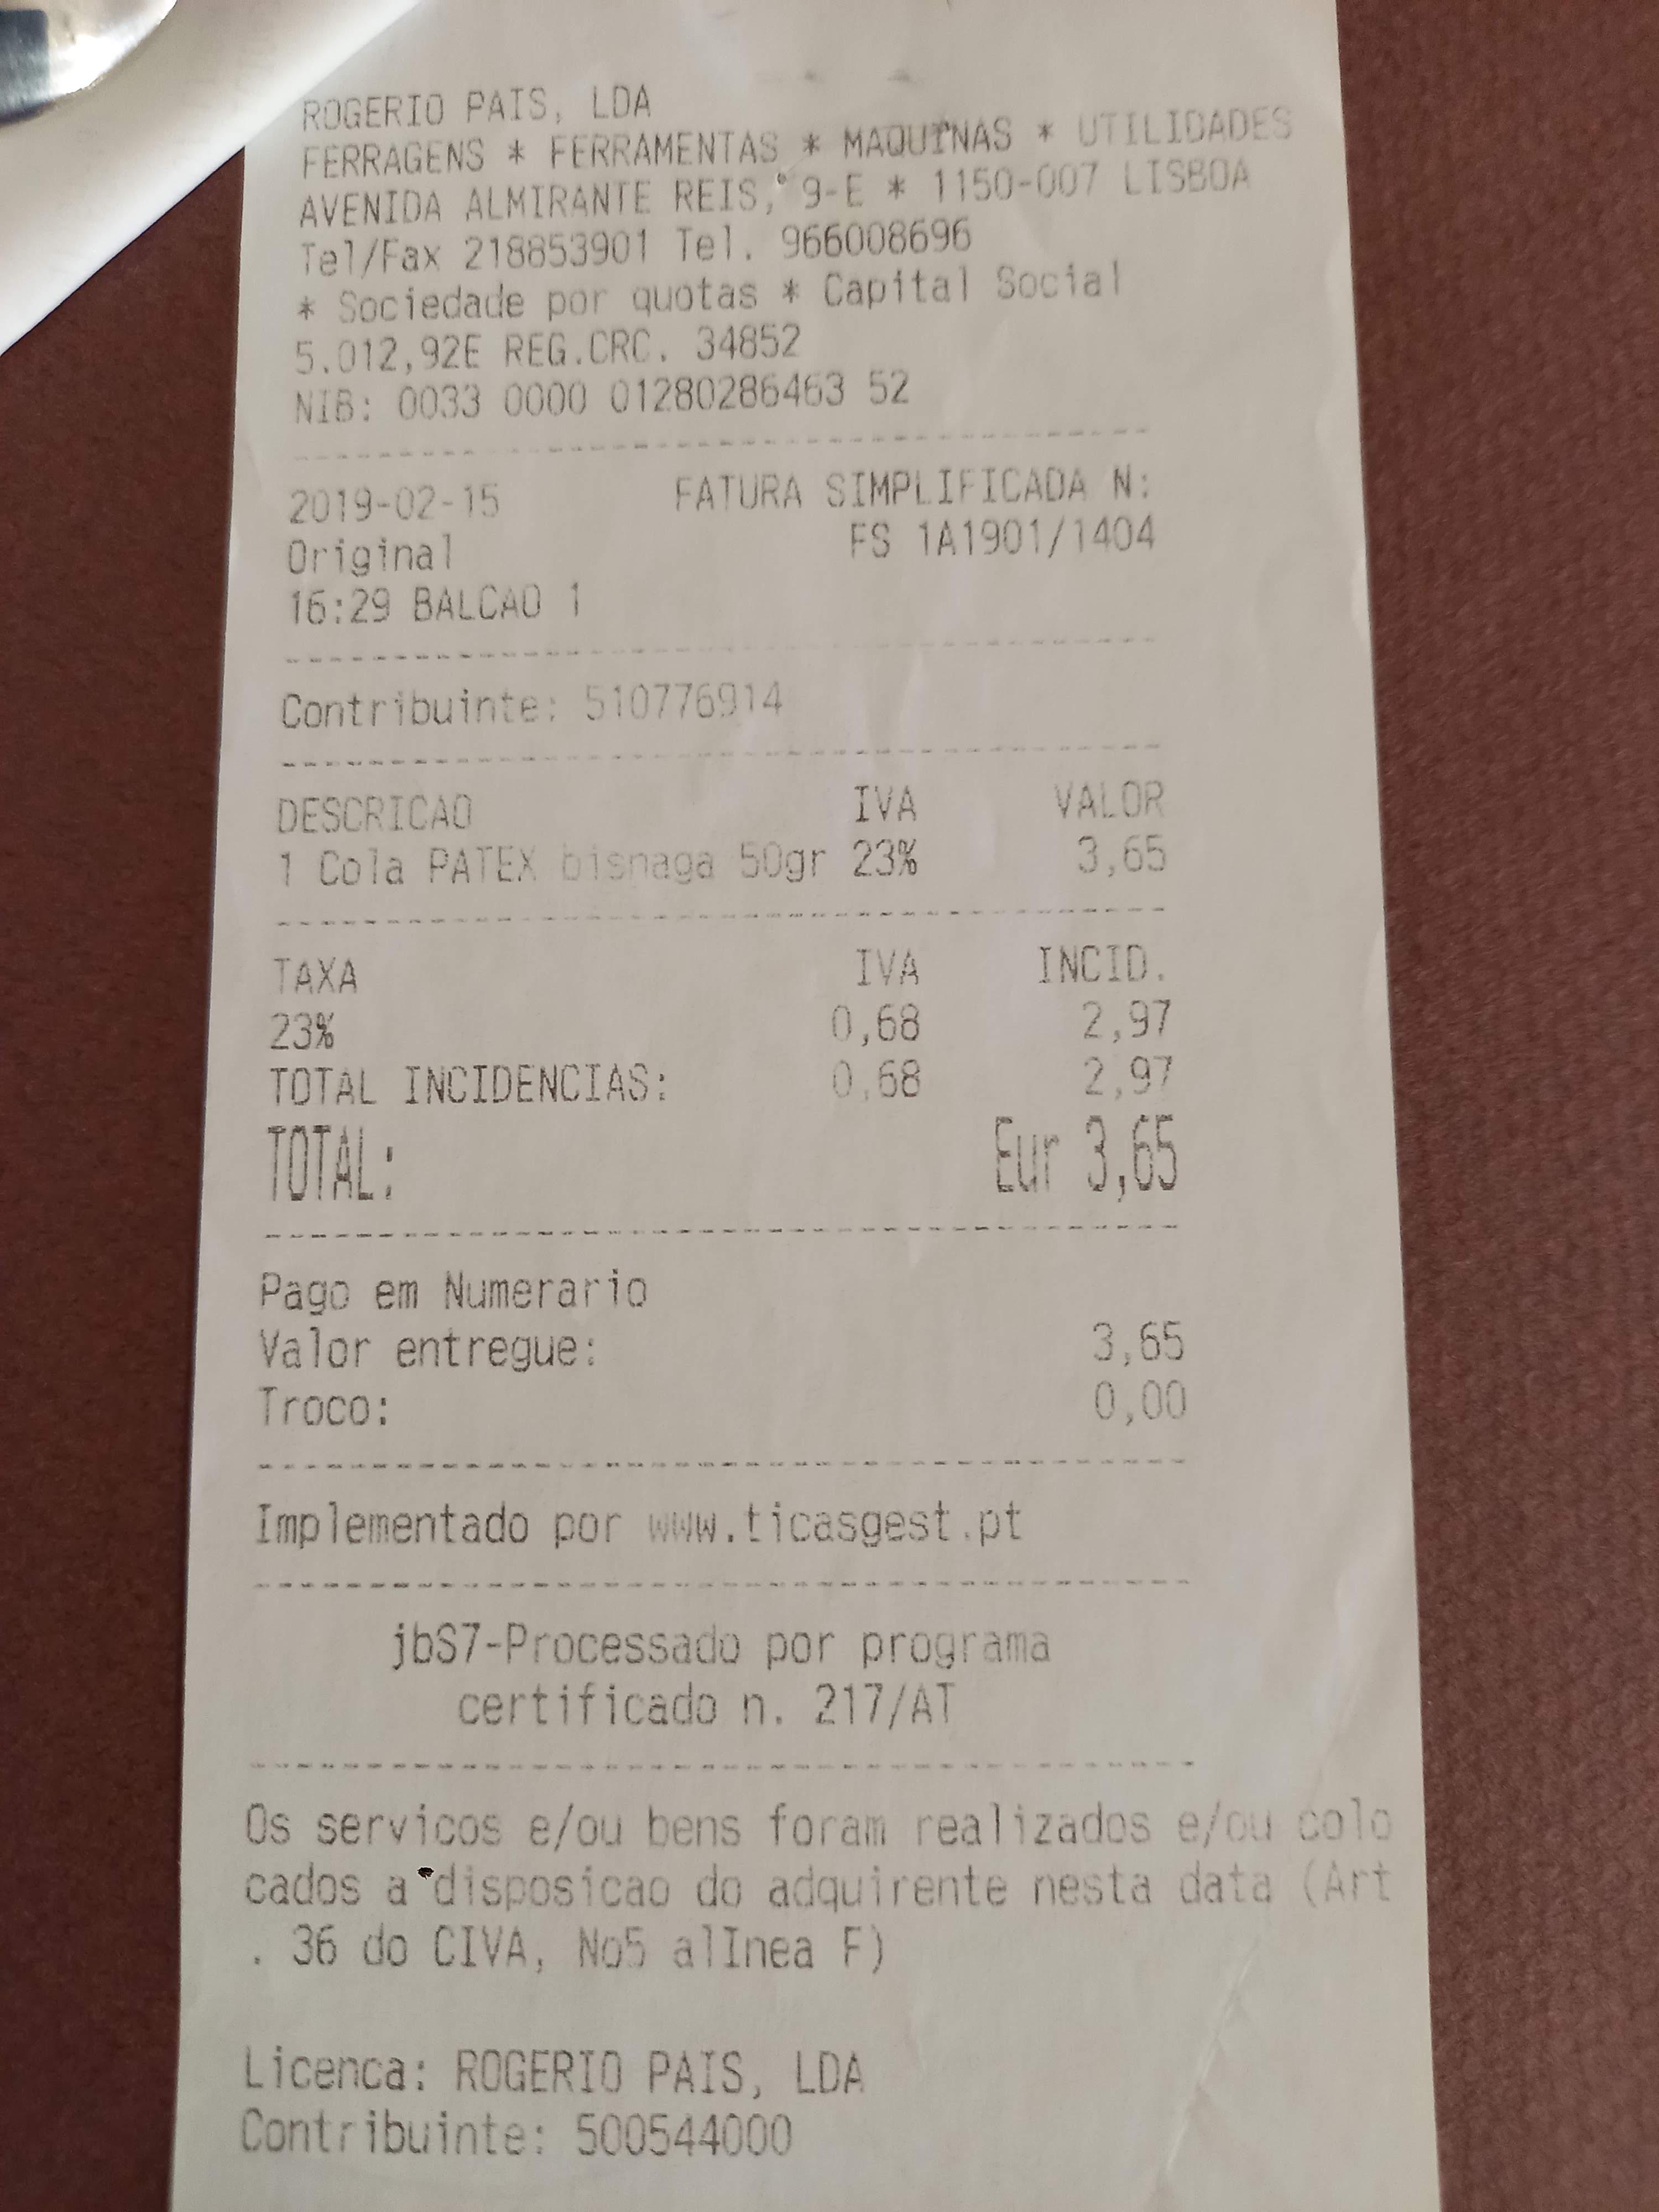 ROGERIO PAIS, LDA
FERRAGENS * FERRAMENTAS * MAQUINAS * UTILIDADES
AVENIDA ALMIRANTE REIS, 9-E * 1150-007 LISBOA
Tel/Fax 218853901 Tel. 966008696
* Sociedade por quotas * Capital Social
5.012,92E REG.CRC. 34852
NIB: 0033 0000 01280286463 52
2019-02-15 FATURA SIMPLIFICADA N:
Original FS 1A1901/1404
16:29 BALCAO 1
Contribuinte: 510776914
DESCRICAO IVA VALOR
1 Cola PATEX bisnaga 50gr 23% 3,65
TAXA IVA INCID.
23% 0,68 2,97
TOTAL INCIDENCIAS: 0,68 2,97
TOTAL: Eur 3,65
Pago em Numerario
Valor entregue: 3,65
Troco: 0,00
Implementado por www.ticasgest.pt
jbS7-Processado por programa
certificado n. 217/AT
Os servicos e/ou bens foram realizados e/ou colo
cados a disposicao do adquirente nesta data (Art
. 36 do CIVA, No5 alInea F)
Licenca: ROGERIO PAIS, LDA
Contribuinte: 500544000